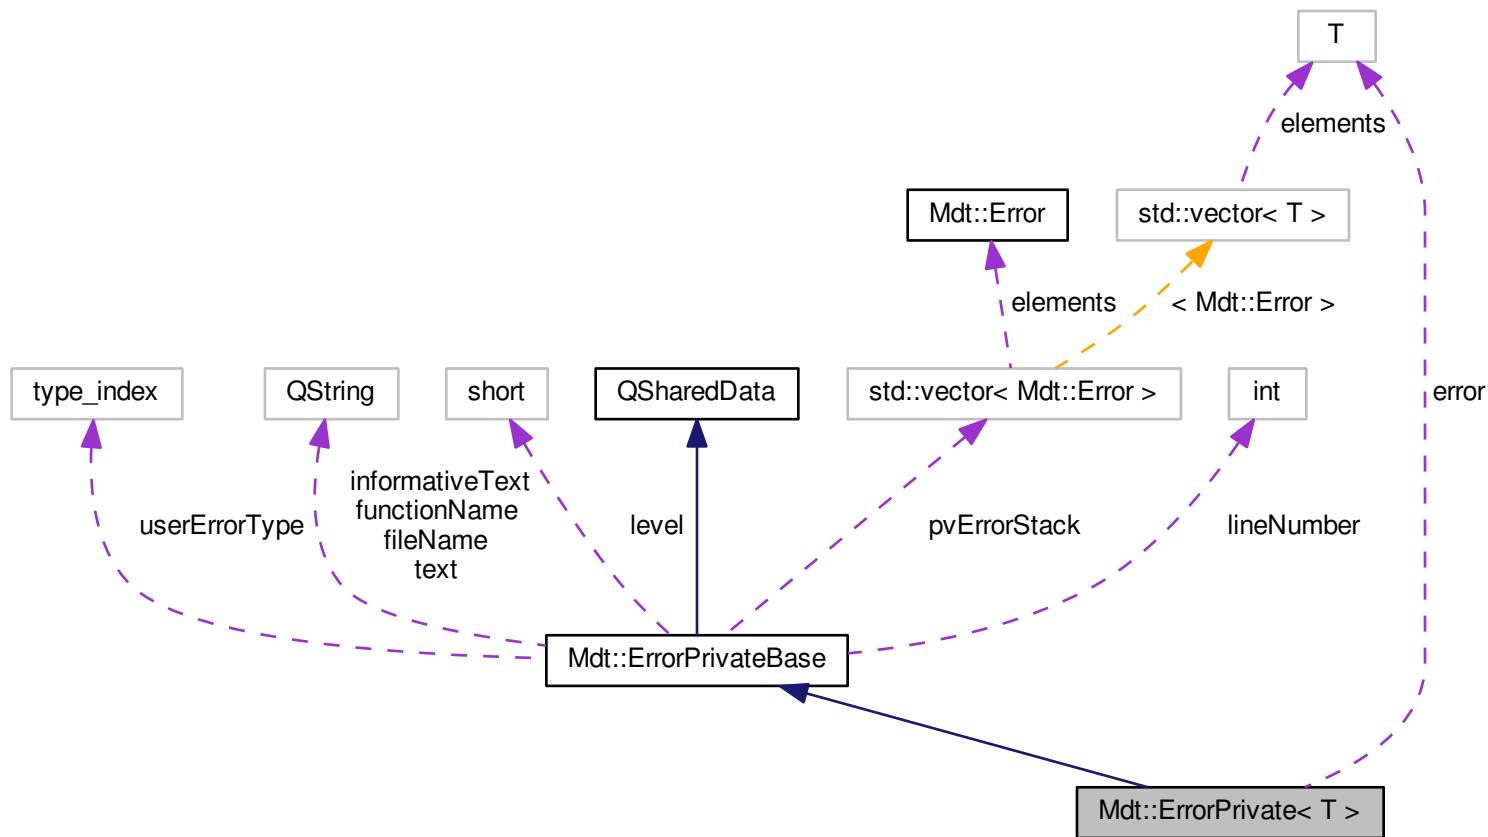 T
elements
Mdt::Error
std::vector< T >
elements
< Mdt::Error >
type_index
QString
short
QSharedData
std::vector< Mdt::Error >
int
error
informativeText
functionName
fileName
text
userErrorType
level
pvErrorStack
lineNumber
Mdt::ErrorPrivateBase
Mdt::ErrorPrivate< T >